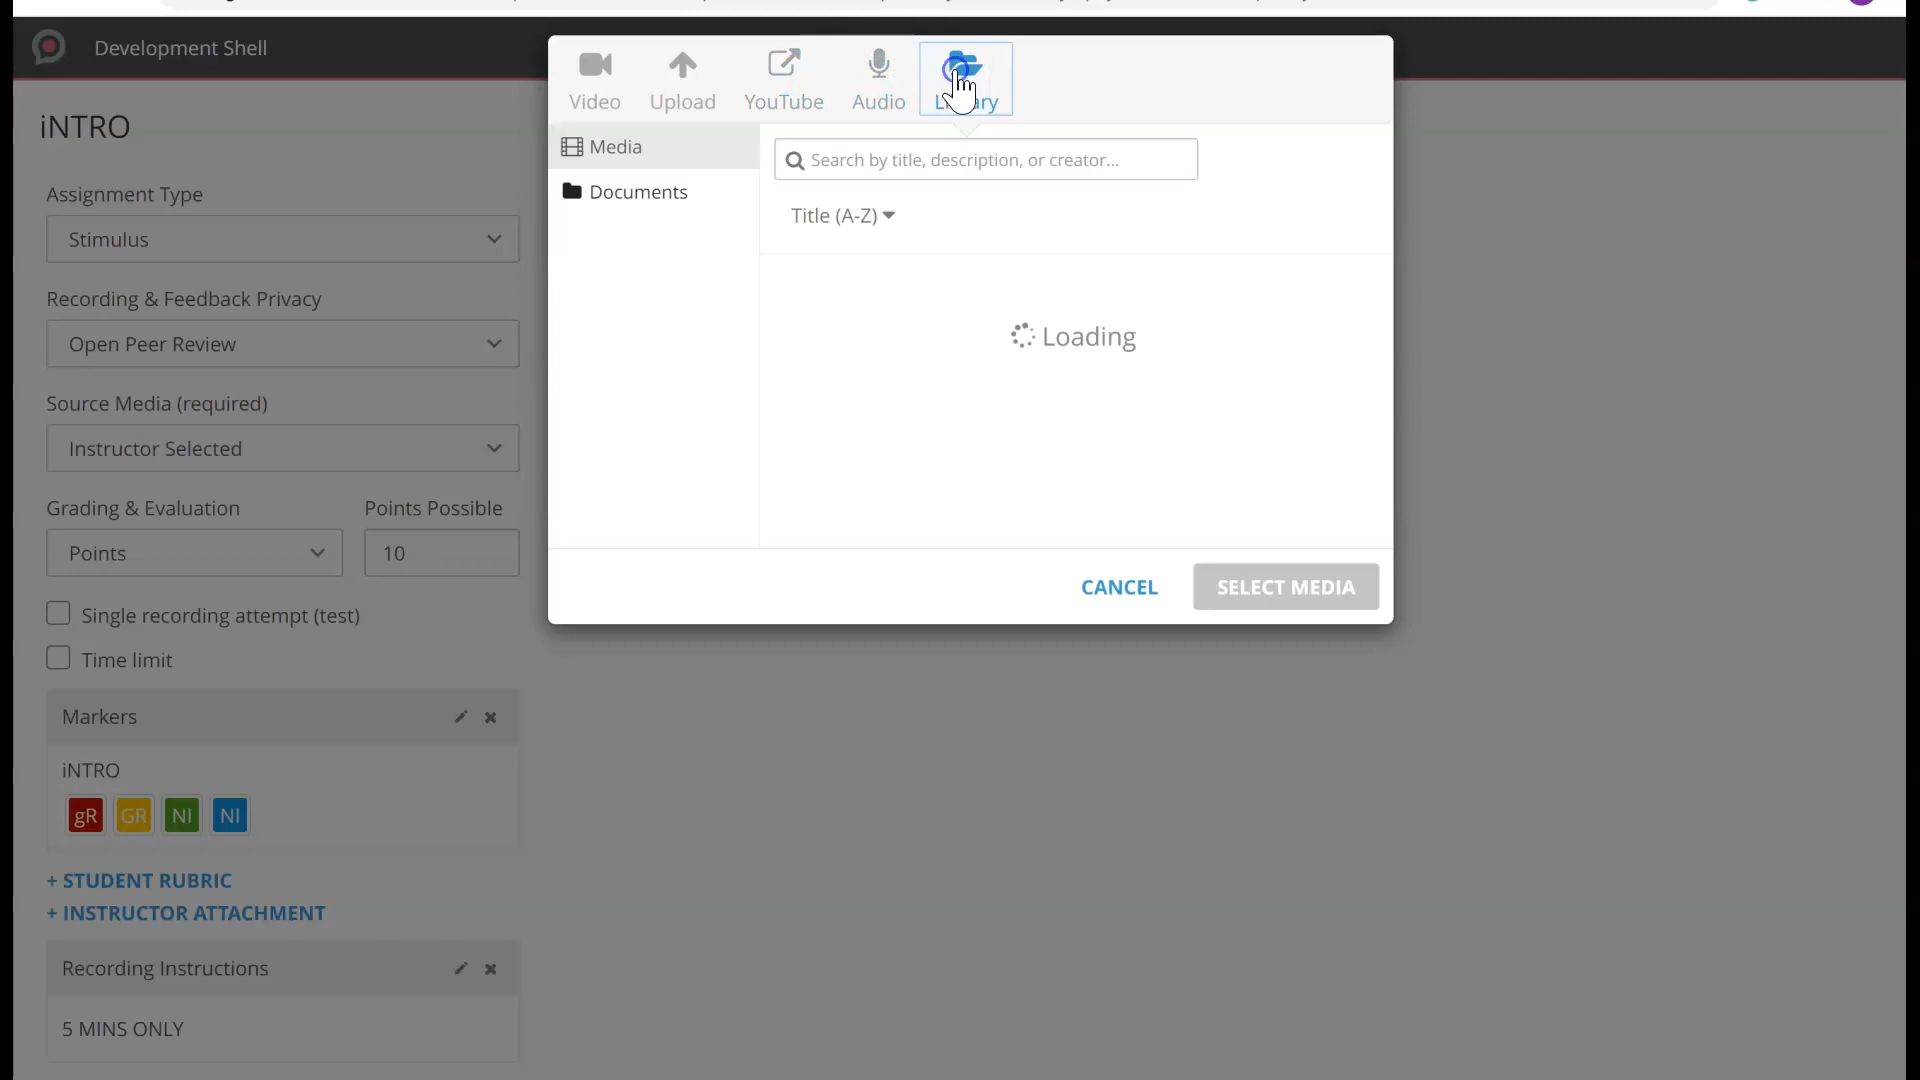 Development Shell
iNTRO
Assignment Type
Stimulus
Recording & Feedback Privacy
Open Peer Review
Source Media (required)
Instructor Selected
Grading & Evaluation
Points Possible
Points
10
Single recording attempt (test)
Time limit
Markers
iNTRO
gR GR NI NI
+ STUDENT RUBRIC
+ INSTRUCTOR ATTACHMENT
Recording Instructions
5 MINS ONLY
Video
Upload
YouTube
Audio
Media
Documents
Search by title, description, or creator...
Title (A-Z)
Loading
CANCEL
SELECT MEDIA